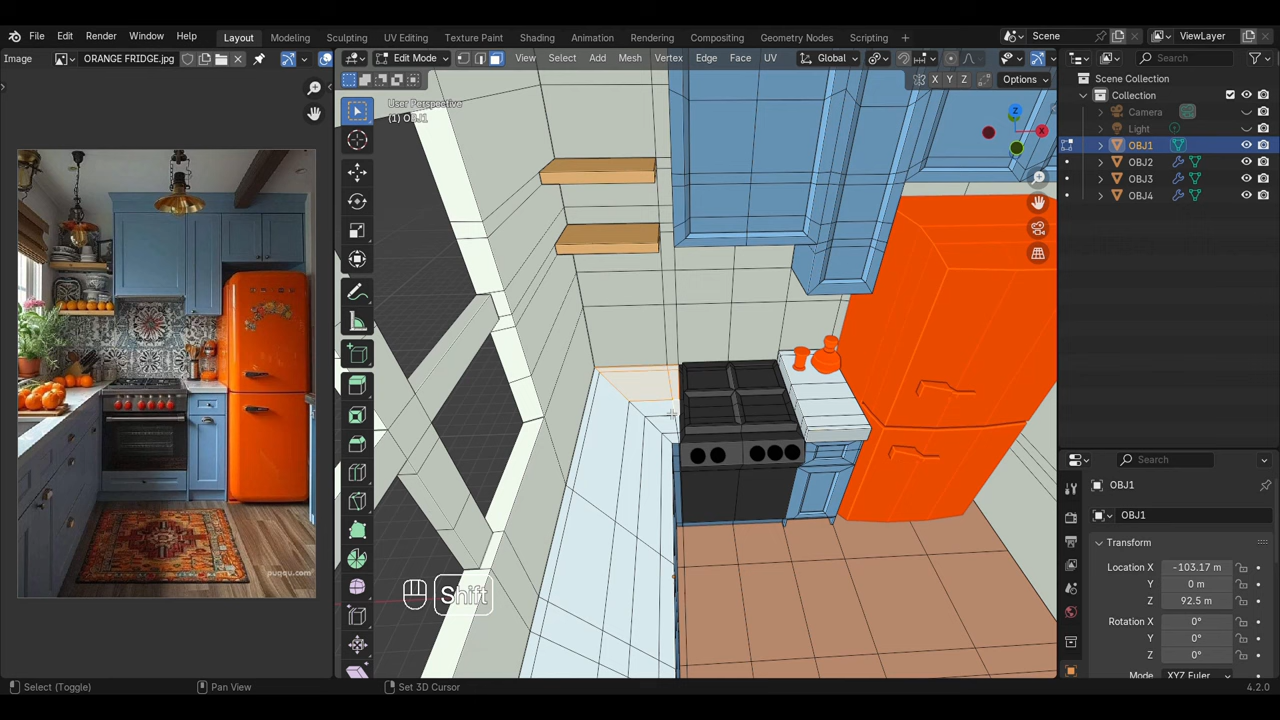 File Edit Render Window Help
Layout Modeling Sculpting UV Editing Texture Paint Shading Animation Rendering Compositing Geometry Nodes Scripting +
Scene
ViewLayer
Image
ORANGE FRIDGE.jpg
Edit Mode
View Select Add Mesh Vertex Edge Face UV
Global
Search
X Y Z
Options
User Perspective
(1) OBJ1
Z
X
Scene Collection
Collection
Camera
Light
OBJ1
OBJ2
OBJ3
OBJ4
puqqu.com
Shift
Search
OBJ1
OBJ1
Transform
Location X -103.17 m
Y 0 m
Z 92.5 m
Rotation X 0°
Y 0°
Z 0°
Mode XYZ Euler
Select (Toggle)
Pan View
Set 3D Cursor
4.2.0